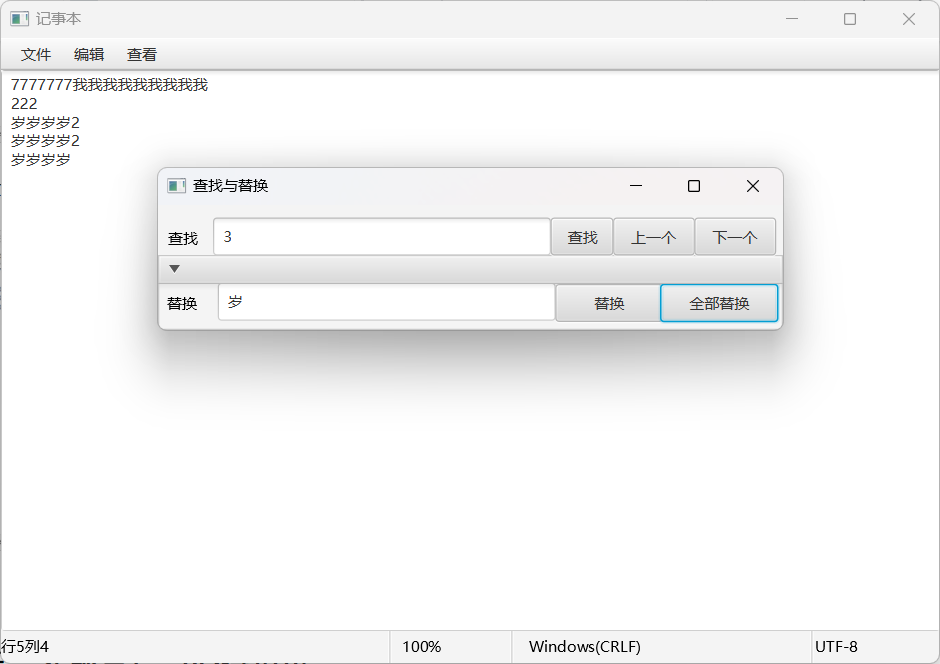 记事本
文件 编辑 查看
7777777我我我我我我我我我
222
岁岁岁岁2
岁岁岁岁2
岁岁岁岁
查找与替换
查找 3 查找 上一个 下一个
替换 岁 替换 全部替换
行5列4 100% Windows(CRLF) UTF-8